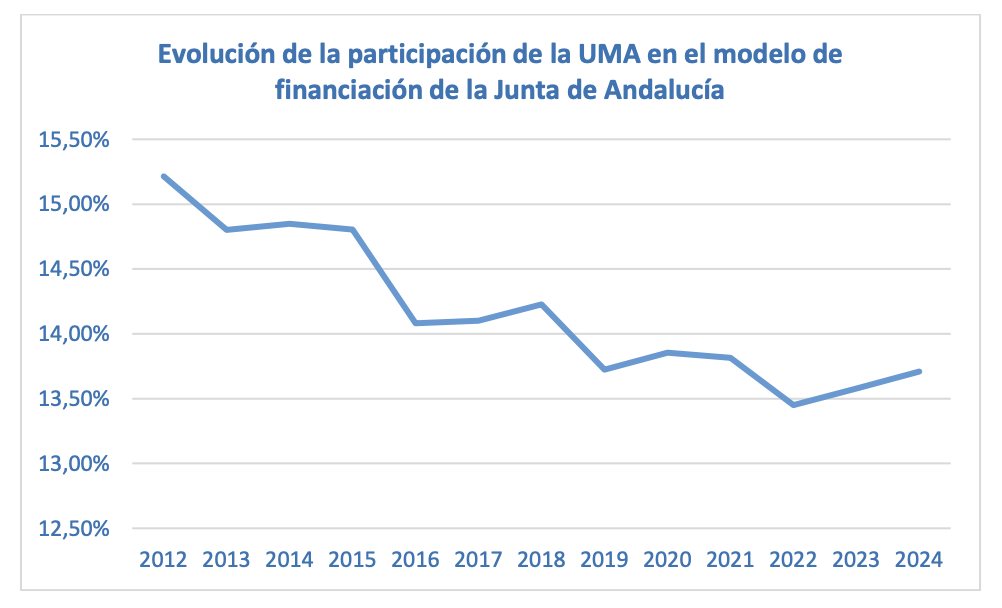 Evolución de la participación de la UMA en el modelo de
financiación de la Junta de Andalucía
15,50%
15,00%
14,50%
14,00%
13,50%
13,00%
12,50%
2012 2013 2014 2015 2016 2017 2018 2019 2020 2021 2022 2023 2024